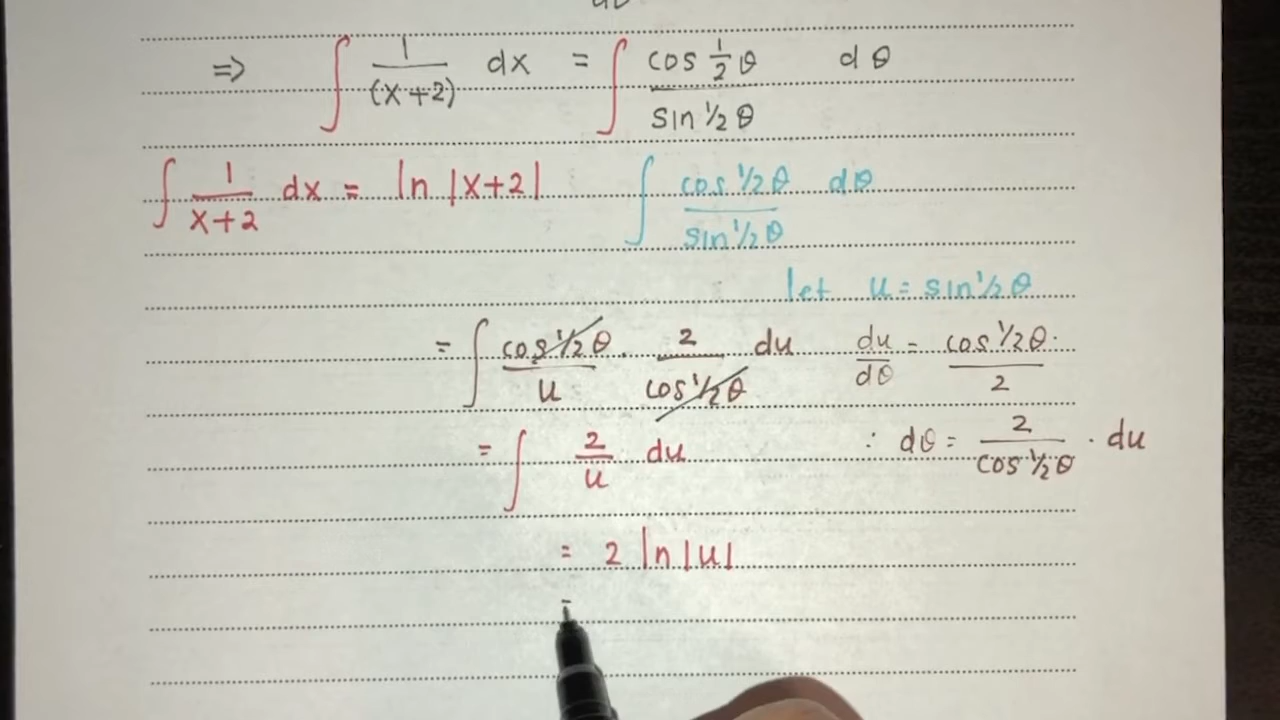 => ∫ 1/(x+2) dx = ∫ cos ½θ / sin ½θ dθ
∫ 1/(x+2) dx = ln |x+2| ∫ cos ½θ / sin ½θ dθ
let u = sin ½θ
= ∫ cos ½θ / u . 2 / cos ½θ du du/dθ = cos ½θ . / 2
= ∫ 2/u du ∴ dθ = 2 / cos ½θ · du
= 2 ln |u|
=